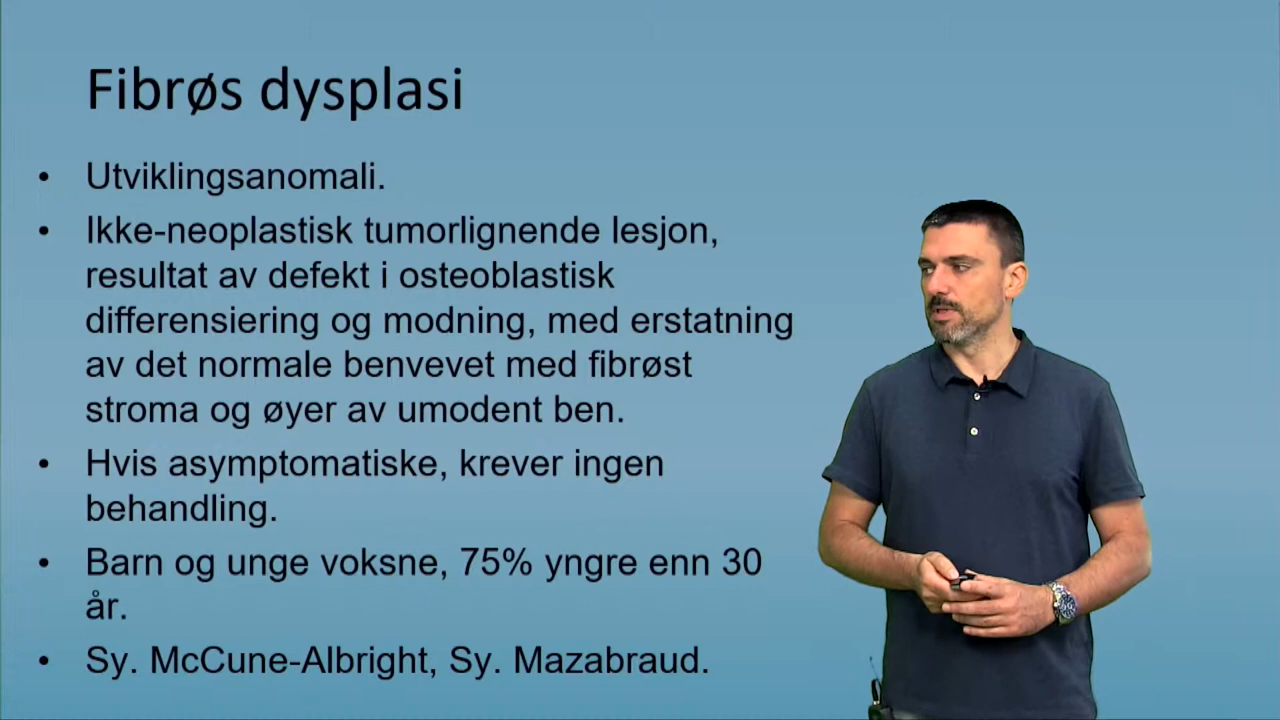 Fibrøs dysplasi
• Utviklingsanomali.
• Ikke-neoplastisk tumorlignende lesjon,
resultat av defekt i osteoblastisk
differensiering og modning, med erstatning
av det normale benvevet med fibrøst
stroma og øyer av umodent ben.
• Hvis asymptomatiske, krever ingen
behandling.
• Barn og unge voksne, 75% yngre enn 30
år.
• Sy. McCune-Albright, Sy. Mazabraud.